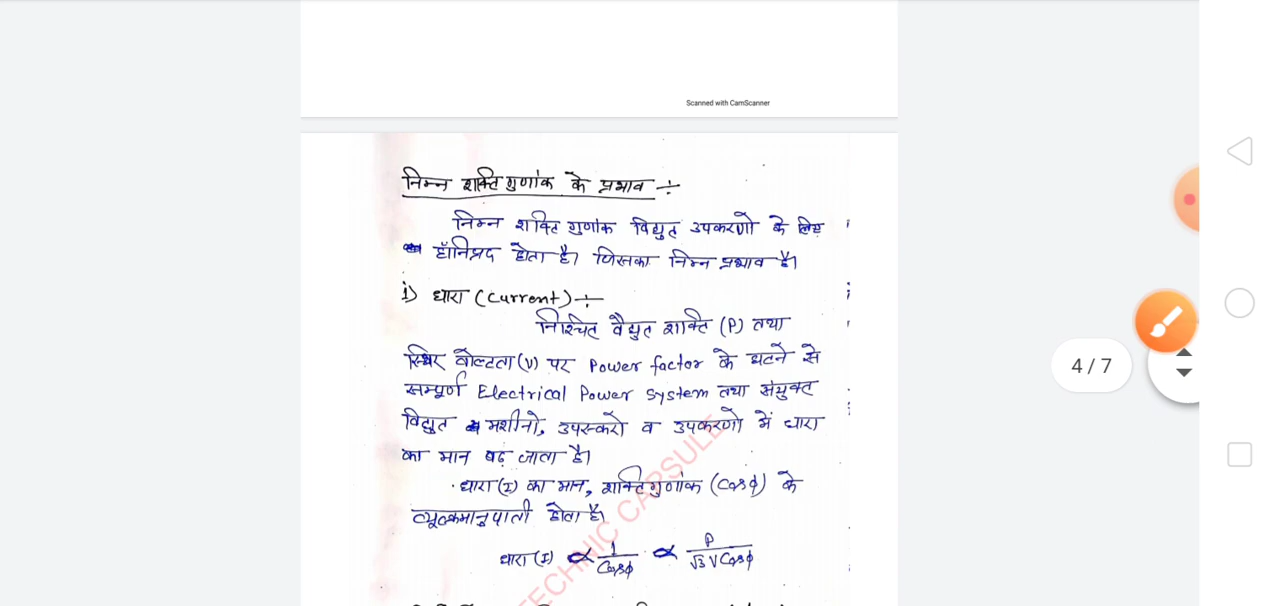 Scanned with CamScanner
निम्न शक्ति गुणांक के प्रभाव ÷
निम्न शक्ति गुणांक विद्युत उपकरणो के लिए
हॉनिप्रद होता है। जिसका निम्न प्रभाव है।
i) धारा (Current) ÷
निश्चित वैद्युत शक्ति (P) तथा
स्थिर वोल्टता (V) पर Power factor के घटने से
सम्पूर्ण Electrical Power System तथा संयुक्त
विद्युत मशीनो, उपस्करो व उपकरणो में धारा
का मान बढ़ जाता है।
· धारा (I) का मान, शक्ति गुणांक (Cosϕ) के
व्युत्क्रमानुपाती होता है।
धारा (I) ∝ 1/Cosϕ ∝ P/√3 V Cosϕ
TECHNIC CAPSULE
4 / 7